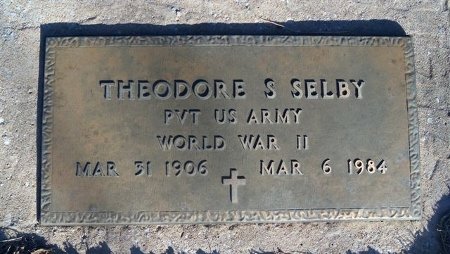 THEODORE S SELBY
PVT US ARMY
WORLD WAR II
MAR 31 1906 MAR 6 1984